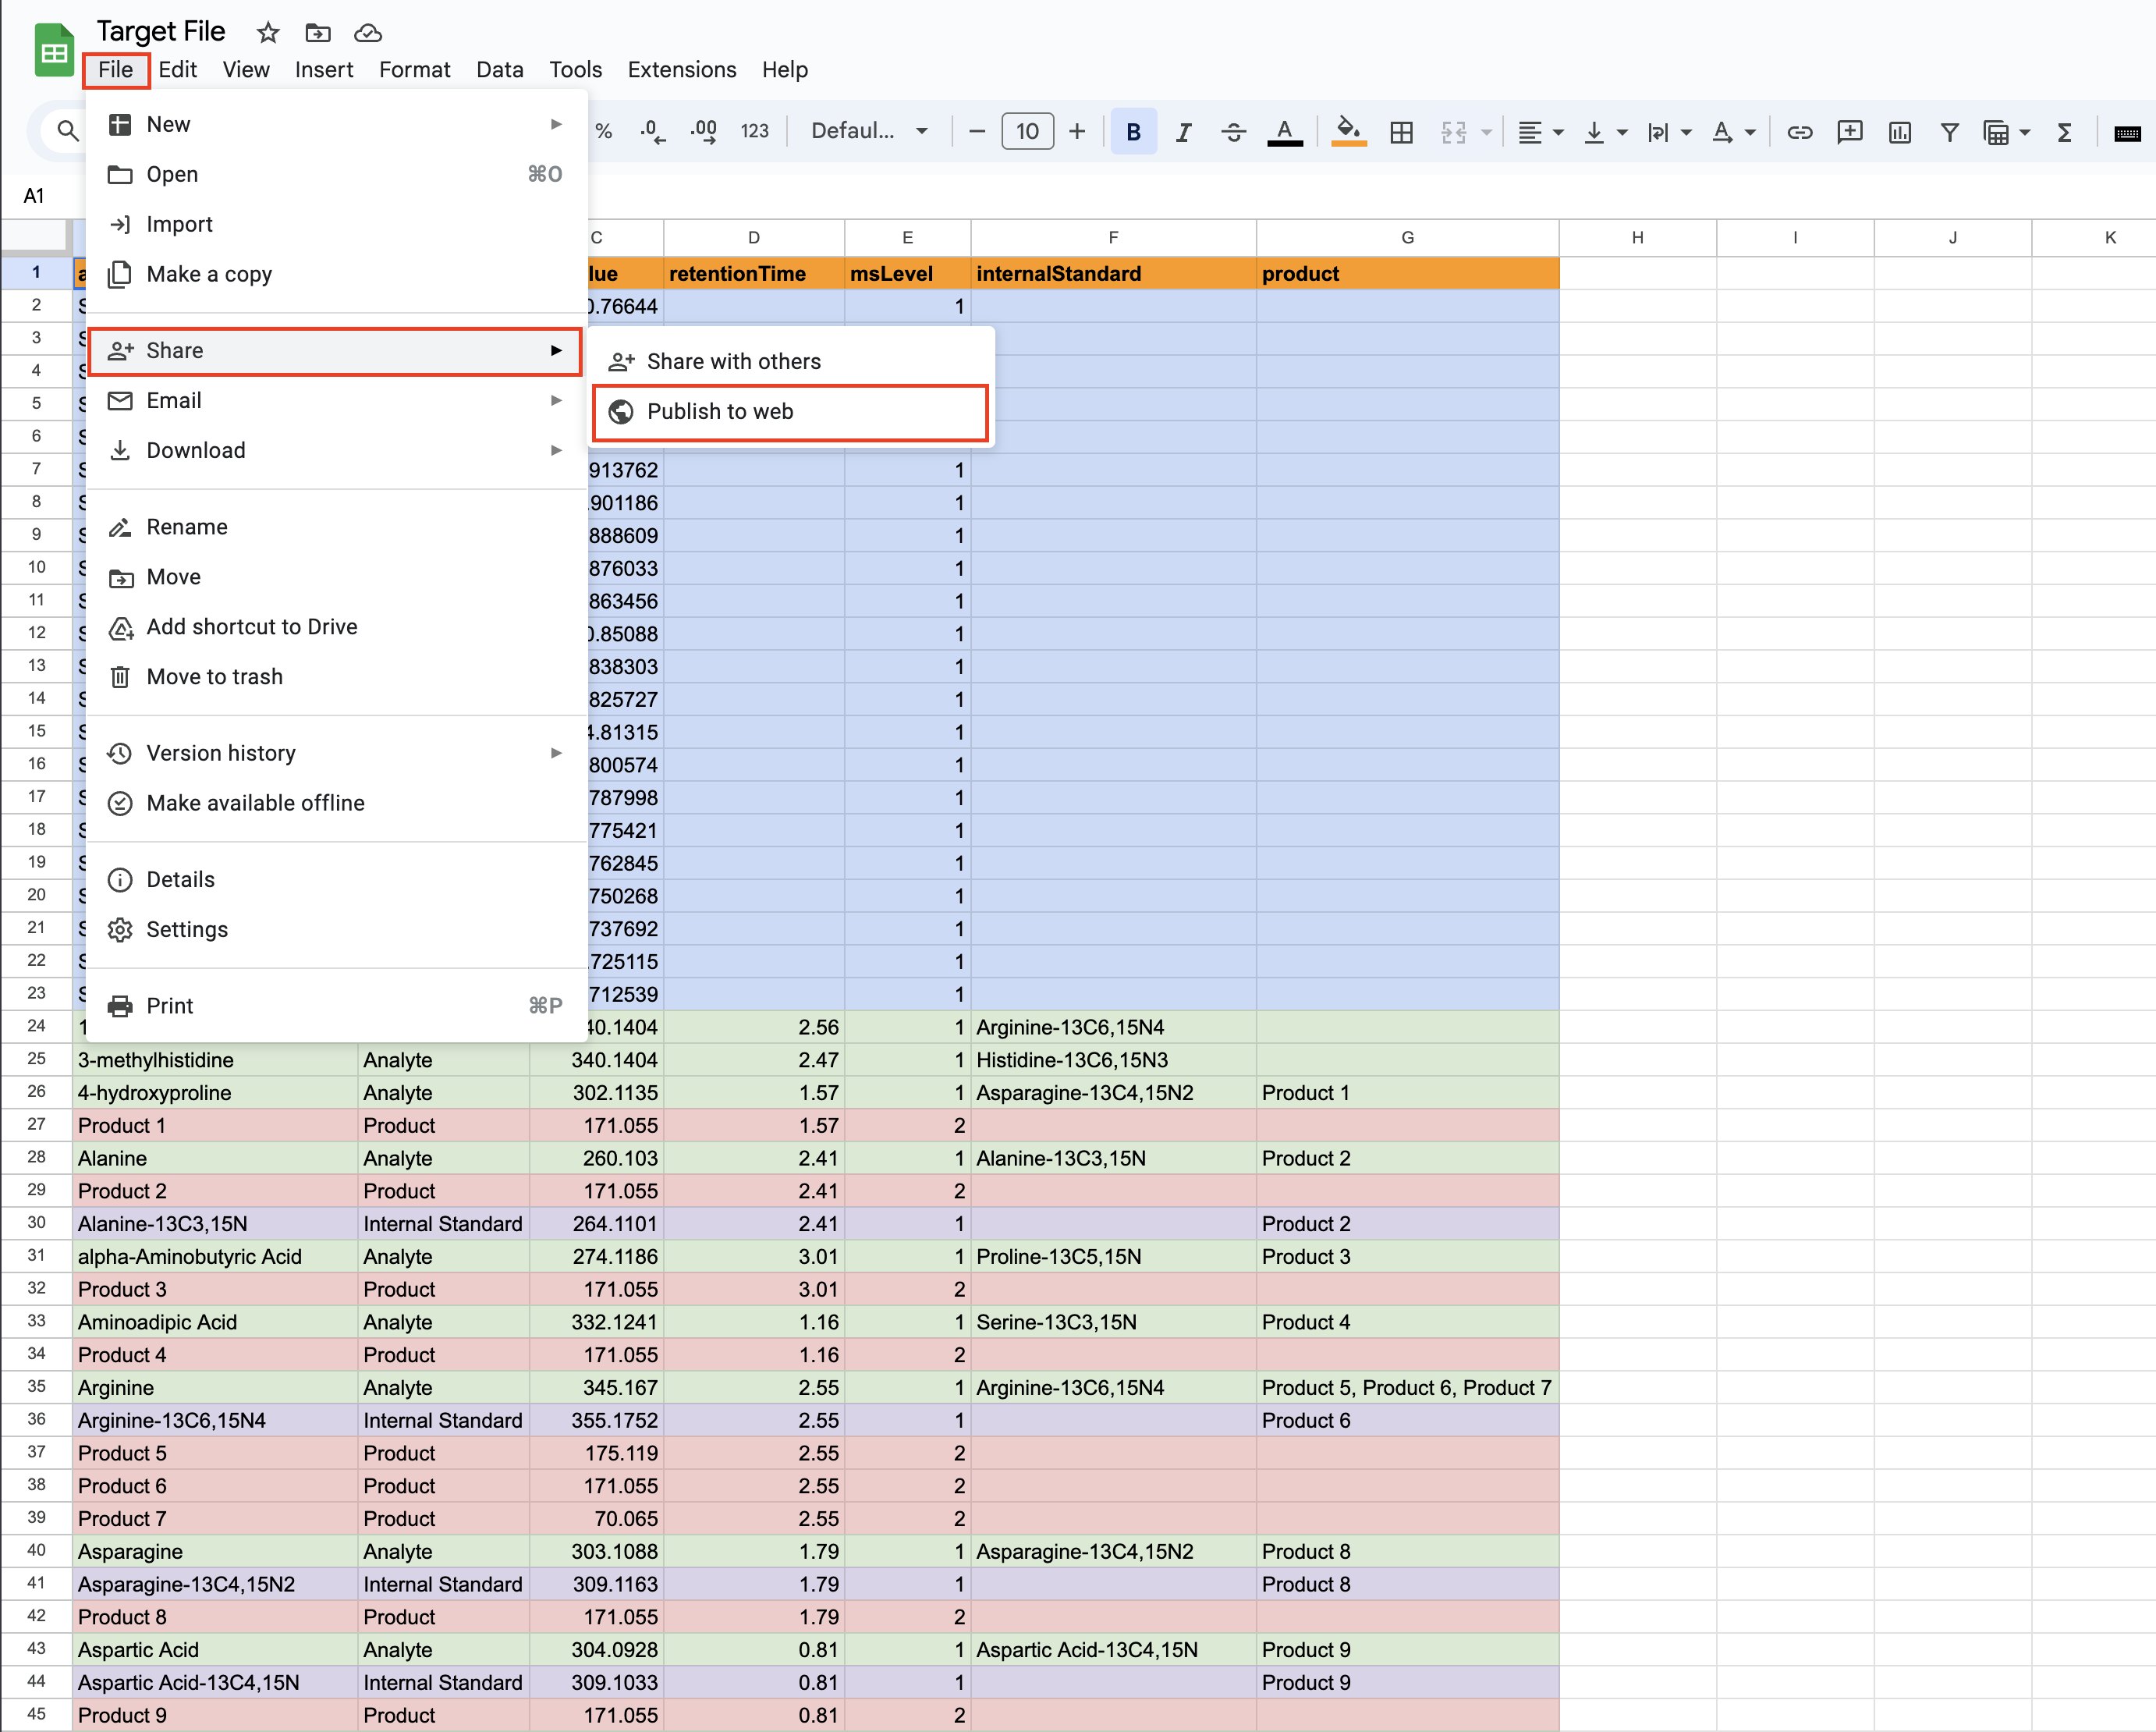 Target File
File Edit View Insert Format Data Tools Extensions Help
% .0 .00 123 Defaul... 10 B I A
A1
New
Open ⌘O
Import
Make a copy
Share
Email
Download
Rename
Move
Add shortcut to Drive
Move to trash
Version history
Make available offline
Details
Settings
Print ⌘P
Share with others
Publish to web
C D E F G H I J K
1 retentionTime msLevel internalStandard product
2 1
3
4
5
6
7 913762 1
8 901186 1
9 888609 1
10 876033 1
11 863456 1
12 .85088 1
13 838303 1
14 825727 1
15 .81315 1
16 800574 1
17 787998 1
18 775421 1
19 762845 1
20 750268 1
21 737692 1
22 725115 1
23 712539 1
24 40.1404 2.56 1 Arginine-13C6,15N4
25 3-methylhistidine Analyte 340.1404 2.47 1 Histidine-13C6,15N3
26 4-hydroxyproline Analyte 302.1135 1.57 1 Asparagine-13C4,15N2 Product 1
27 Product 1 Product 171.055 1.57 2
28 Alanine Analyte 260.103 2.41 1 Alanine-13C3,15N Product 2
29 Product 2 Product 171.055 2.41 2
30 Alanine-13C3,15N Internal Standard 264.1101 2.41 1 Product 2
31 alpha-Aminobutyric Acid Analyte 274.1186 3.01 1 Proline-13C5,15N Product 3
32 Product 3 Product 171.055 3.01 2
33 Aminoadipic Acid Analyte 332.1241 1.16 1 Serine-13C3,15N Product 4
34 Product 4 Product 171.055 1.16 2
35 Arginine Analyte 345.167 2.55 1 Arginine-13C6,15N4 Product 5, Product 6, Product 7
36 Arginine-13C6,15N4 Internal Standard 355.1752 2.55 1 Product 6
37 Product 5 Product 175.119 2.55 2
38 Product 6 Product 171.055 2.55 2
39 Product 7 Product 70.065 2.55 2
40 Asparagine Analyte 303.1088 1.79 1 Asparagine-13C4,15N2 Product 8
41 Asparagine-13C4,15N2 Internal Standard 309.1163 1.79 1 Product 8
42 Product 8 Product 171.055 1.79 2
43 Aspartic Acid Analyte 304.0928 0.81 1 Aspartic Acid-13C4,15N Product 9
44 Aspartic Acid-13C4,15N Internal Standard 309.1033 0.81 1 Product 9
45 Product 9 Product 171.055 0.81 2